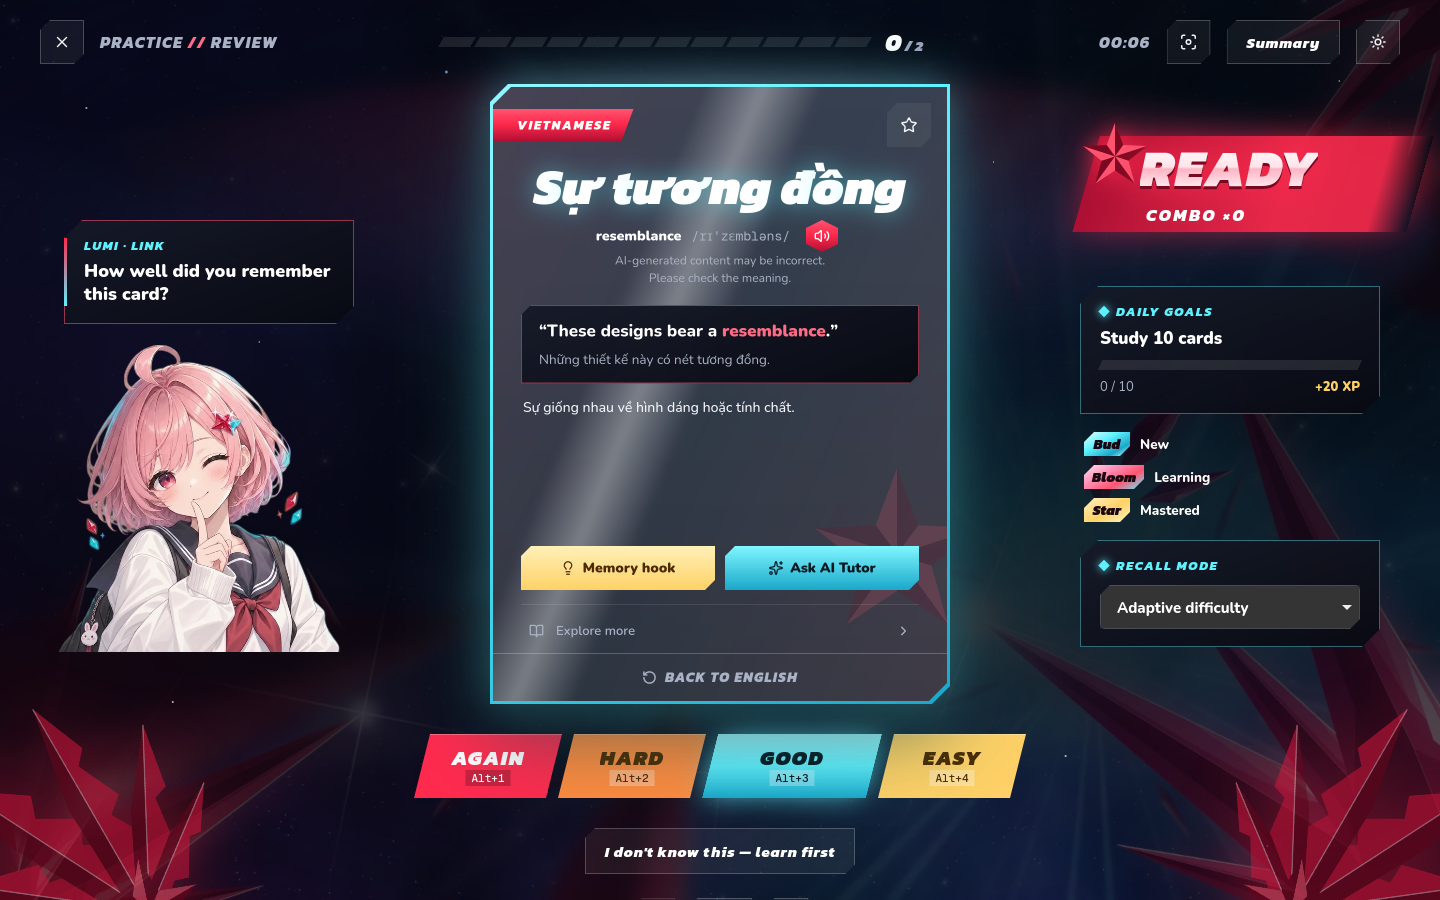 PRACTICE // REVIEW
0 / 2
00:06
Summary
VIETNAMESE
Sự tương đồng
resemblance /rɪˈzɛmbləns/
AI-generated content may be incorrect.
Please check the meaning.
“These designs bear a resemblance.”
Những thiết kế này có nét tương đồng.
Sự giống nhau về hình dáng hoặc tính chất.
Memory hook
Ask AI Tutor
Explore more
BACK TO ENGLISH
LUMI · LINK
How well did you remember
this card?
READY
COMBO ×0
DAILY GOALS
Study 10 cards
0 / 10
+20 XP
Bud New
Bloom Learning
Star Mastered
RECALL MODE
Adaptive difficulty
AGAIN
Alt+1
HARD
Alt+2
GOOD
Alt+3
EASY
Alt+4
I don't know this — learn first